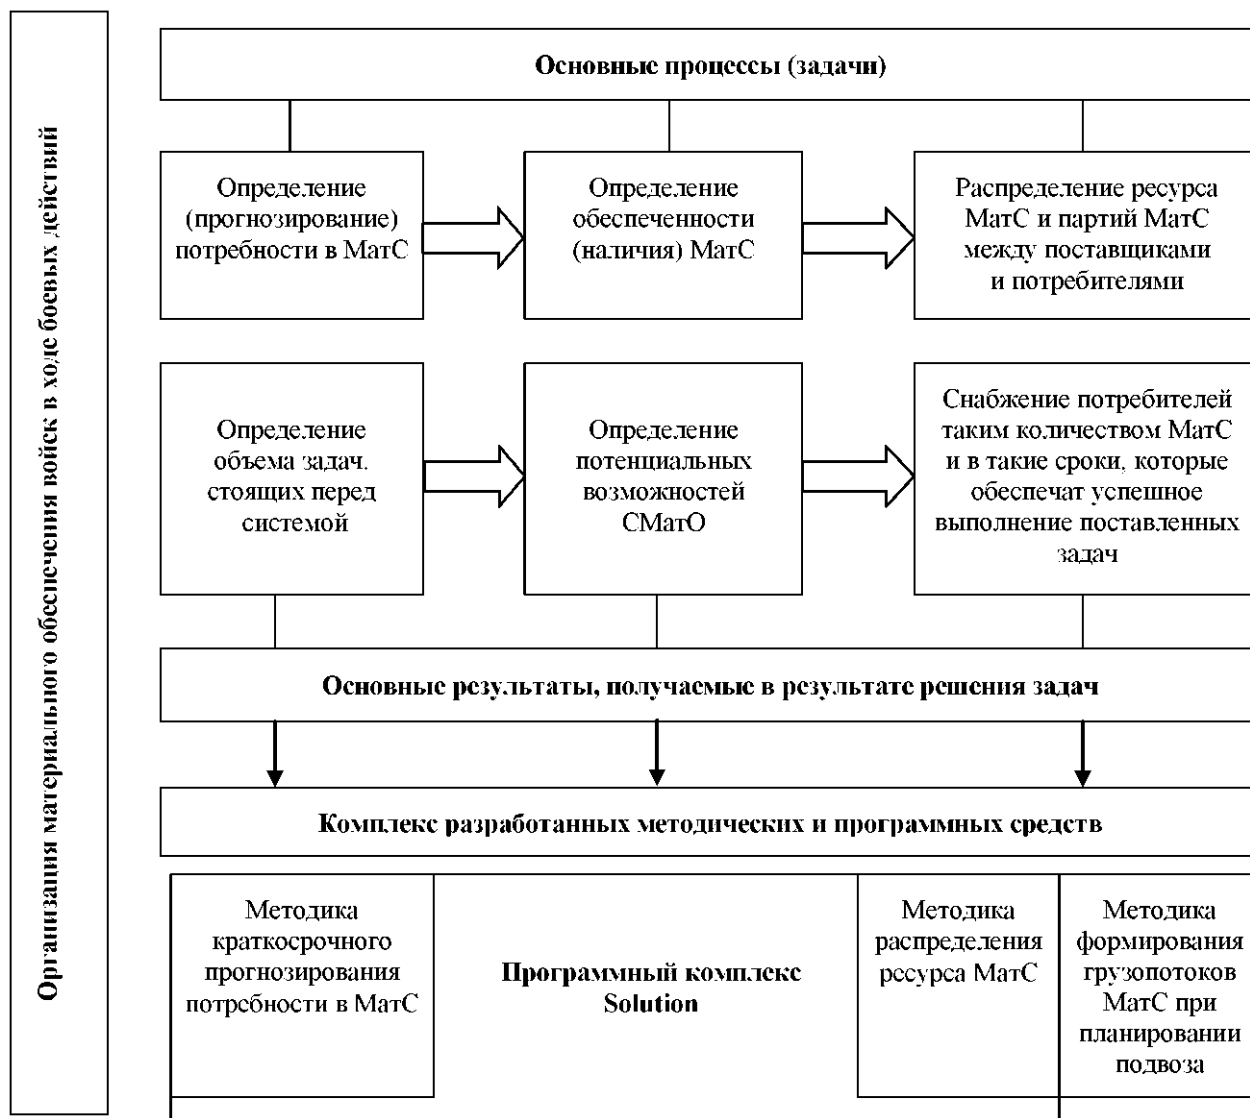 Организация материального обеспечения войск в ходе боевых действий
Основные процессы (задачи)
Определение
(прогнозирование)
потребности в МатС
Определение
обеспеченности
(наличия) МатС
Распределение ресурса
МатС и партий МатС
между поставщиками
и потребителями
Определение
объема задач.
стоящих перед
системой
Определение
потенциальных
возможностей
СМатО
Снабжение потребителей
таким количеством МатС
и в такие сроки, которые
обеспечат успешное
выполнение поставленных
задач
Основные результаты, получаемые в результате решения задач
Комплекс разработанных методических и программных средств
Методика
краткосрочного
прогнозирования
потребности в МатС
Программный комплекс
Solution
Методика
распределения
ресурса МатС
Методика
формирования
грузопотоков
МатС при
планировании
подвоза